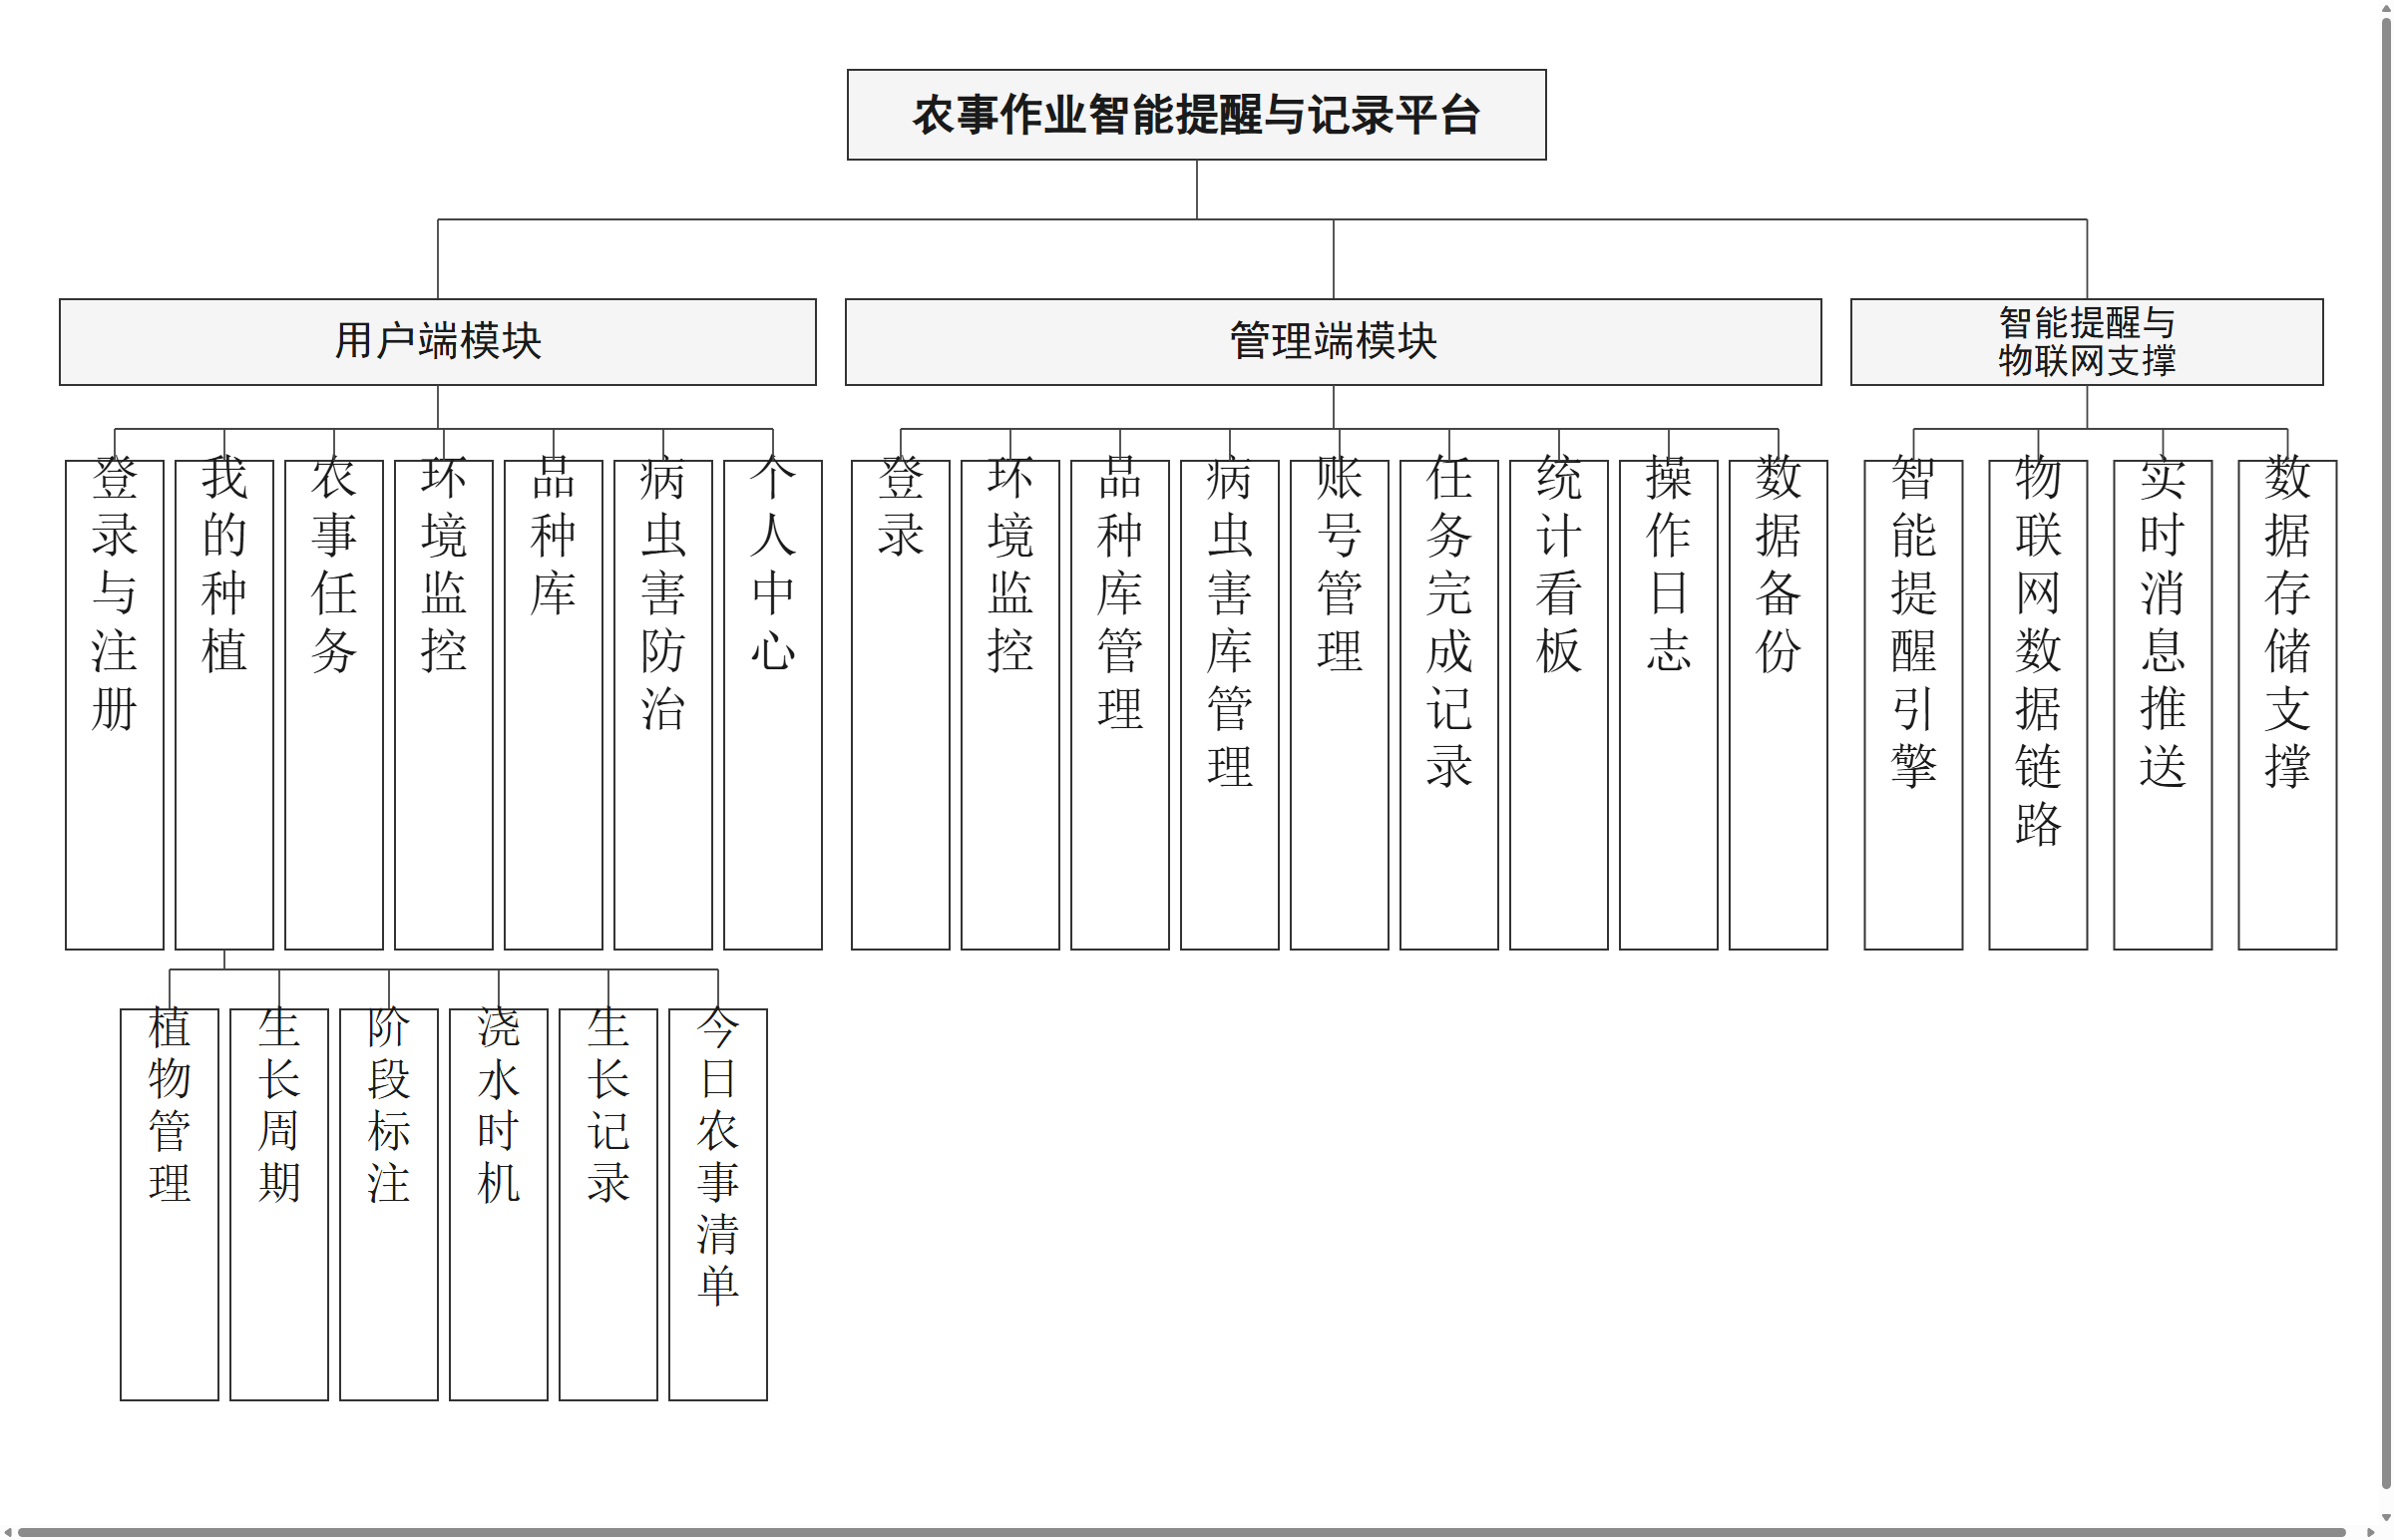 农事作业智能提醒与记录平台
用户端模块
管理端模块
智能提醒与
物联网支撑
登录与注册
我的种植
农事任务
环境监控
品种库
病虫害防治
个人中心
登录
环境监控
品种库管理
病虫害库管理
账号管理
任务完成记录
统计看板
操作日志
数据备份
智能提醒引擎
物联网数据链路
实时消息推送
数据存储支撑
植物管理
生长周期
阶段标注
浇水时机
生长记录
今日农事清单